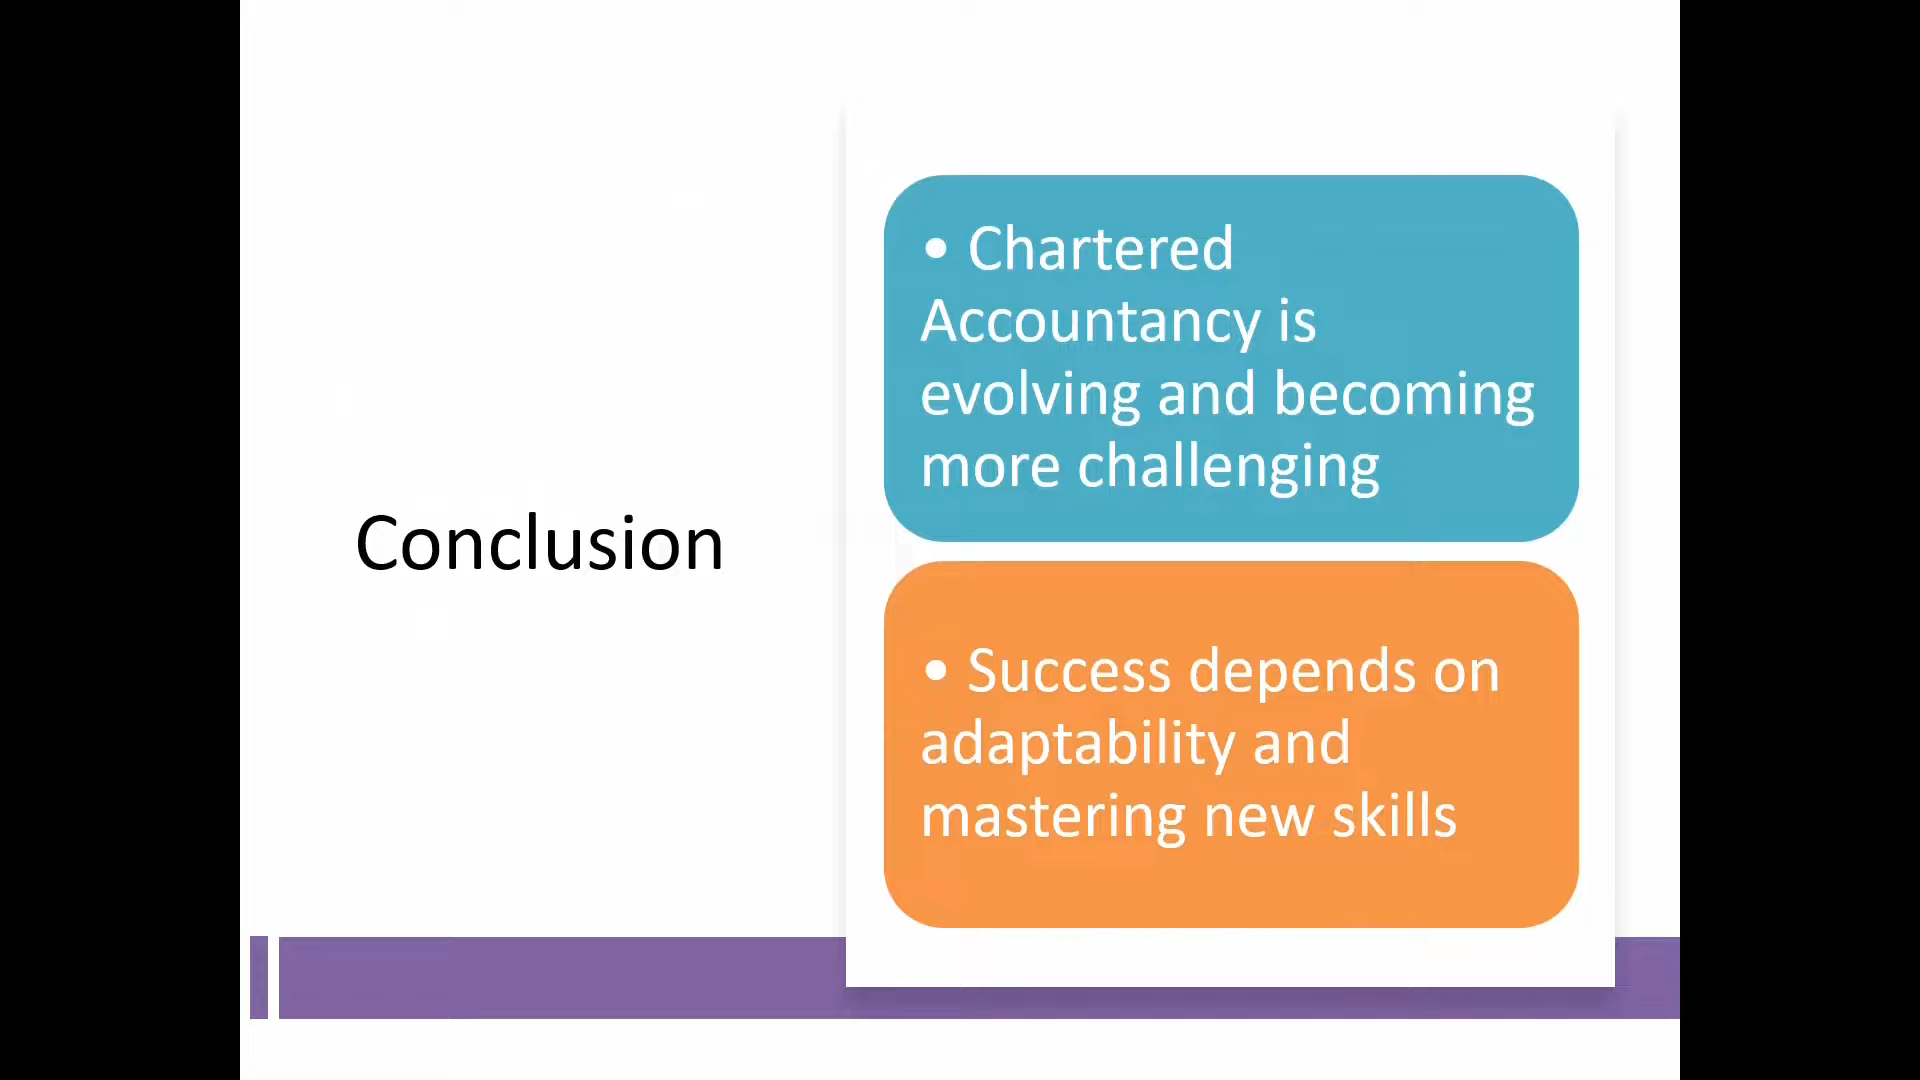 Conclusion
• Chartered
Accountancy is
evolving and becoming
more challenging
• Success depends on
adaptability and
mastering new skills